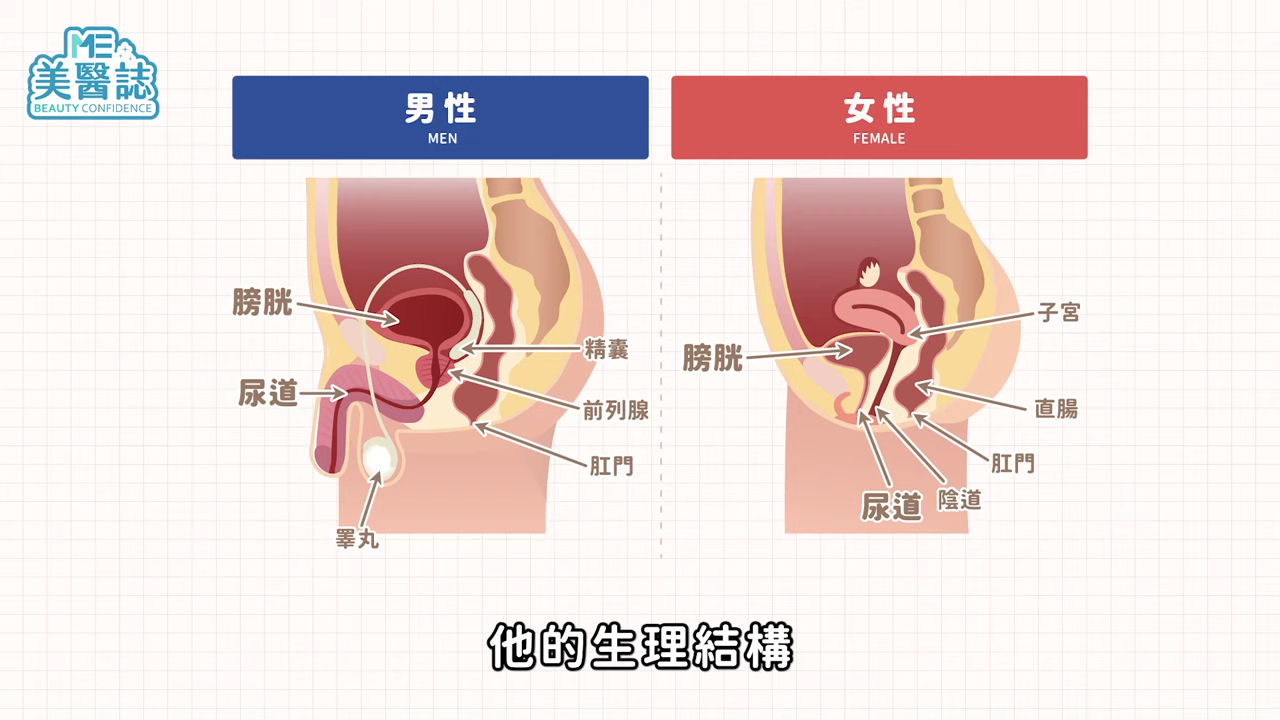 ME
美醫誌
BEAUTY CONFIDENCE
男性
MEN
膀胱
尿道
睪丸
精囊
前列腺
肛門
女性
FEMALE
膀胱
子宮
直腸
肛門
陰道
尿道
他的生理結構